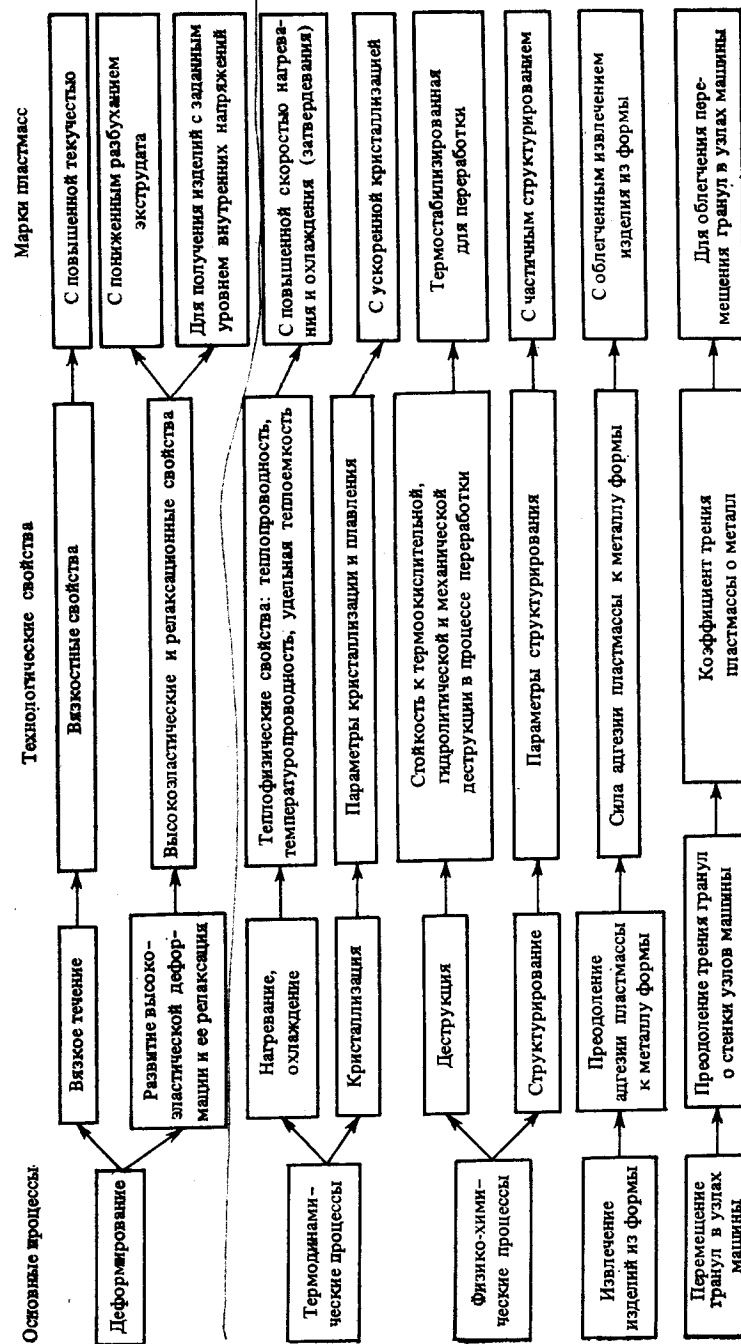 Основные процессы
Технологические свойства
Марки пластмасс
Деформирование
Вязкое течение
Вязкостные свойства
С повышенной текучестью
Развитие высоко-
эластической дефор-
мации и ее релаксация
Высокоэластические и релаксационные свойства
С пониженным разбуханием
экструдата
Для получения изделий с заданным
уровнем внутренних напряжений
Термодинами-
ческие процессы
Нагревание,
охлаждение
Теплофизические свойства: теплопроводность,
температуропроводность, удельная теплоемкость
С повышенной скоростью нагрева-
ния и охлаждения (затвердевания)
Кристаллизация
Параметры кристаллизации и плавления
С ускоренной кристаллизацией
Физико-хими-
ческие процессы
Деструкция
Стойкость к термоокислительной,
гидролитической и механической
деструкции в процессе переработки
Термостабилизированная
для переработки
Структурирование
Параметры структурирования
С частичным структурированием
Извлечение
изделий из формы
Преодоление
адгезии пластмассы
к металлу формы
Сила адгезии пластмассы к металлу формы
С облегченным извлечением
изделия из формы
Перемещение
гранул в узлах
машины
Преодоление трения гранул
о стенки узлов машины
Коэффициент трения
пластмассы о металл
Для облегчения пере-
мещения гранул в узлах машины